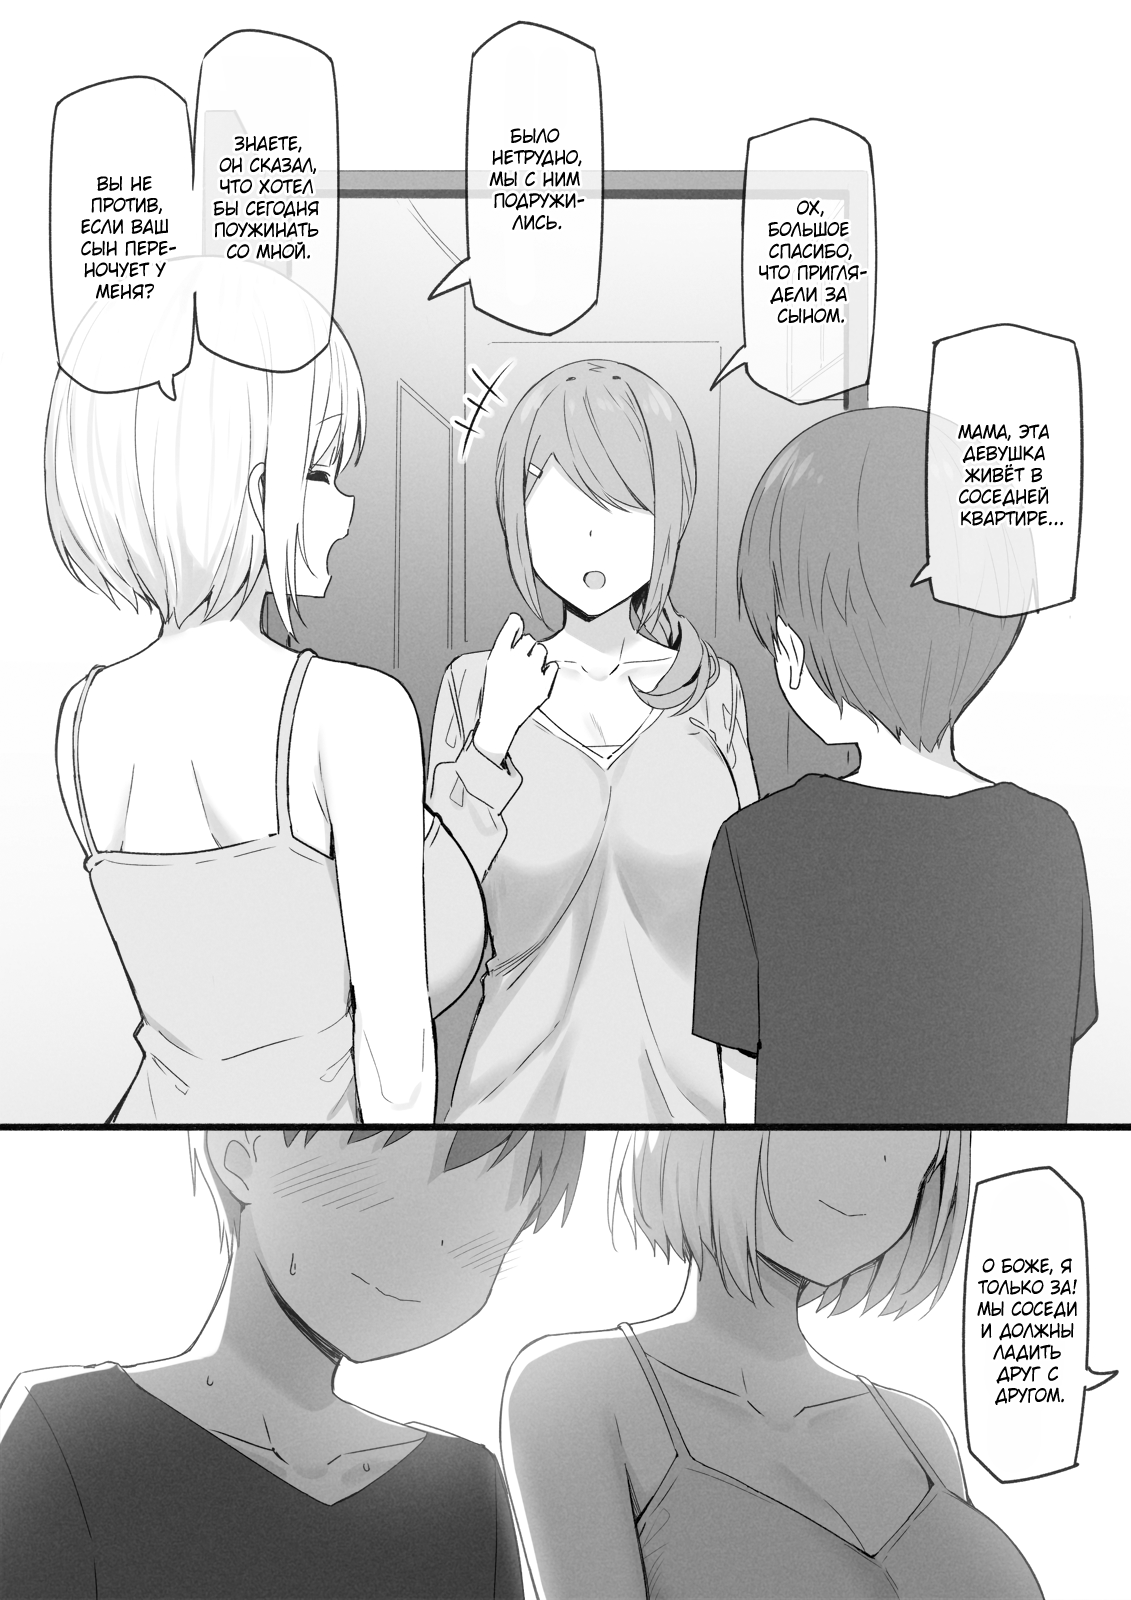 МАМА, ЭТА
ДЕВУШКА
ЖИВЁТ В
СОСЕДНЕЙ
КВАРТИРЕ...
ОХ,
БОЛЬШОЕ
СПАСИБО,
ЧТО ПРИГЛЯ-
ДЕЛИ ЗА
СЫНОМ.
БЫЛО
НЕТРУДНО,
МЫ С НИМ
ПОДРУЖИ-
ЛИСЬ.
ЗНАЕТЕ,
ОН СКАЗАЛ,
ЧТО ХОТЕЛ
БЫ СЕГОДНЯ
ПОУЖИНАТЬ
СО МНОЙ.
ВЫ НЕ
ПРОТИВ,
ЕСЛИ ВАШ
СЫН ПЕРЕ-
НОЧУЕТ У
МЕНЯ?
О БОЖЕ, Я
ТОЛЬКО ЗА!
МЫ СОСЕДИ
И ДОЛЖНЫ
ЛАДИТЬ
ДРУГ С
ДРУГОМ.